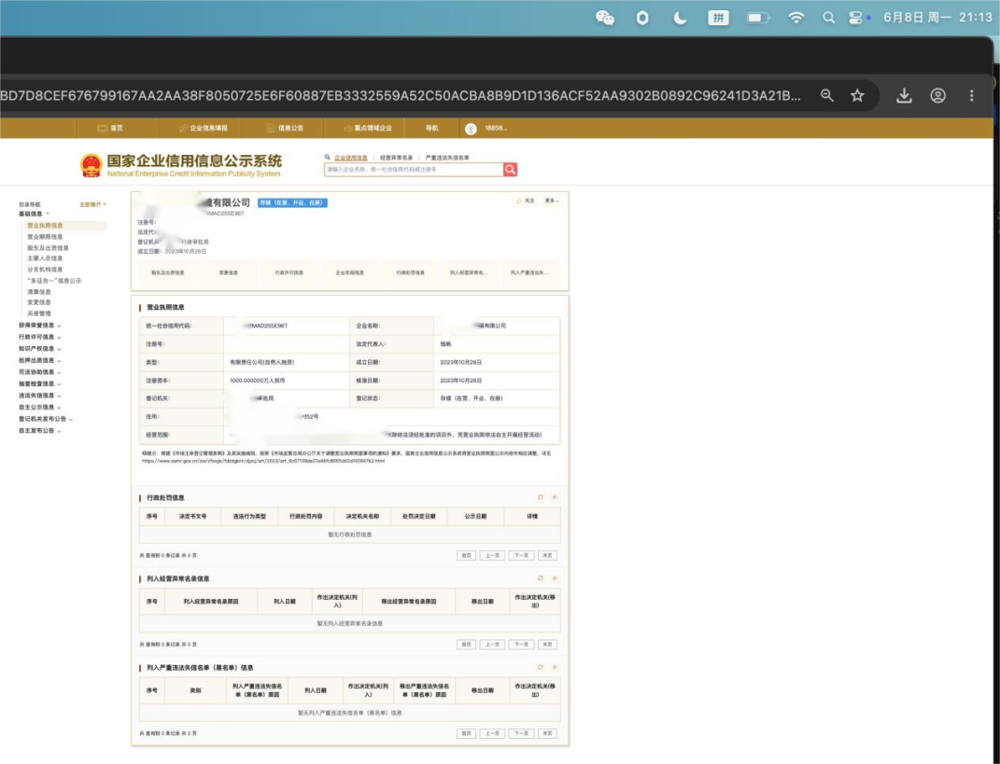 6月8日 周一 21:13
BD7D8CEF676799167AA2AA38F8050725E6F60887EB3332559A52C50ACBA8B9D1D136ACF52AA9302B0892C96241D3A21B...
首页 企业信息填报 信息公告 重点领域企业 导航 18858...
国家企业信用信息公示系统
National Enterprise Credit Information Publicity System
企业信用信息 | 经营异常名录 | 严重违法失信名单
请输入企业名称、统一社会信用代码或注册号
目录导航 全部展开
基础信息
营业执照信息
营业期限信息
股东及出资信息
主要人员信息
分支机构信息
"多证合一"信息公示
清算信息
变更信息
另册管理
获得荣誉信息
行政许可信息
知识产权信息
抵押出质信息
司法协助信息
抽查检查信息
违法失信信息
自主公示信息
登记机关发布公告
自主发布公告
有限公司 存续（在营、开业、在册） 关注 更多
MAD255E96T
注册号:
法定代
登记机关 行政审批局
成立日期: 2023年10月26日
股东及出资信息 变更信息 行政许可信息 企业年报信息 行政处罚信息 列入经营异常名... 列入严重违法失...
营业执照信息
统一社会信用代码: MAD255E96T 企业名称: 有限公司
注册号: 法定代表人: 钱帆
类型: 有限责任公司(自然人独资) 成立日期: 2023年10月26日
注册资本: 1000.000000万人民币 核准日期: 2023年10月26日
登记机关: 审批局 登记状态: 存续（在营、开业、在册）
住所: 村52号
经营范围: (除依法须经批准的项目外，凭营业执照依法自主开展经营活动)
提示：根据《市场主体登记管理条例》及其实施细则，按照《市场监管总局办公厅关于调整营业执照照面事项的通知》要求，国家企业信用信息公示系统将营业执照照面公示内容作相应调整，详见
行政处罚信息
序号 决定书文号 违法行为类型 行政处罚内容 决定机关名称 处罚决定日期 公示日期 详情
暂无行政处罚信息
共 查询到 0 条记录 共 0 页 首页 上一页 下一页 末页
列入经营异常名录信息
序号 列入经营异常名录原因 列入日期 作出决定机关(列入) 移出经营异常名录原因 移出日期 作出决定机关(移出)
暂无列入经营异常名录信息
共 查询到 0 条记录 共 0 页 首页 上一页 下一页 末页
列入严重违法失信名单（黑名单）信息
序号 类别 列入严重违法失信名单（黑名单）原因 列入日期 作出决定机关(列入) 移出严重违法失信名单（黑名单）原因 移出日期 作出决定机关(移出)
暂无列入严重违法失信名单（黑名单）信息
共 查询到 0 条记录 共 0 页 首页 上一页 下一页 末页